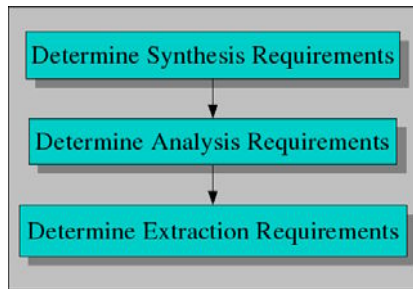 Determine Synthesis Requirements
Determine Analysis Requirements
Determine Extraction Requirements